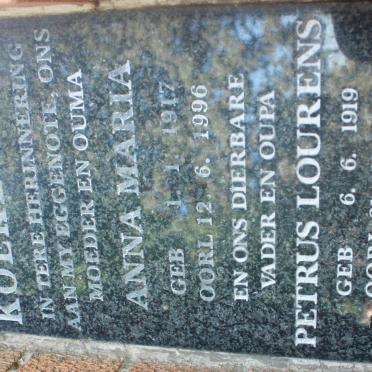 IN TERE HERINNERING
AAN MY EGGENOTE, ONS
MOEDER EN OUMA
ANNA MARIA
GEB 1. 1. 1917
OORL 12. 6. 1996
EN ONS DIERBARE
VADER EN OUPA
PETRUS LOURENS
GEB 6. 6. 1919
OORL